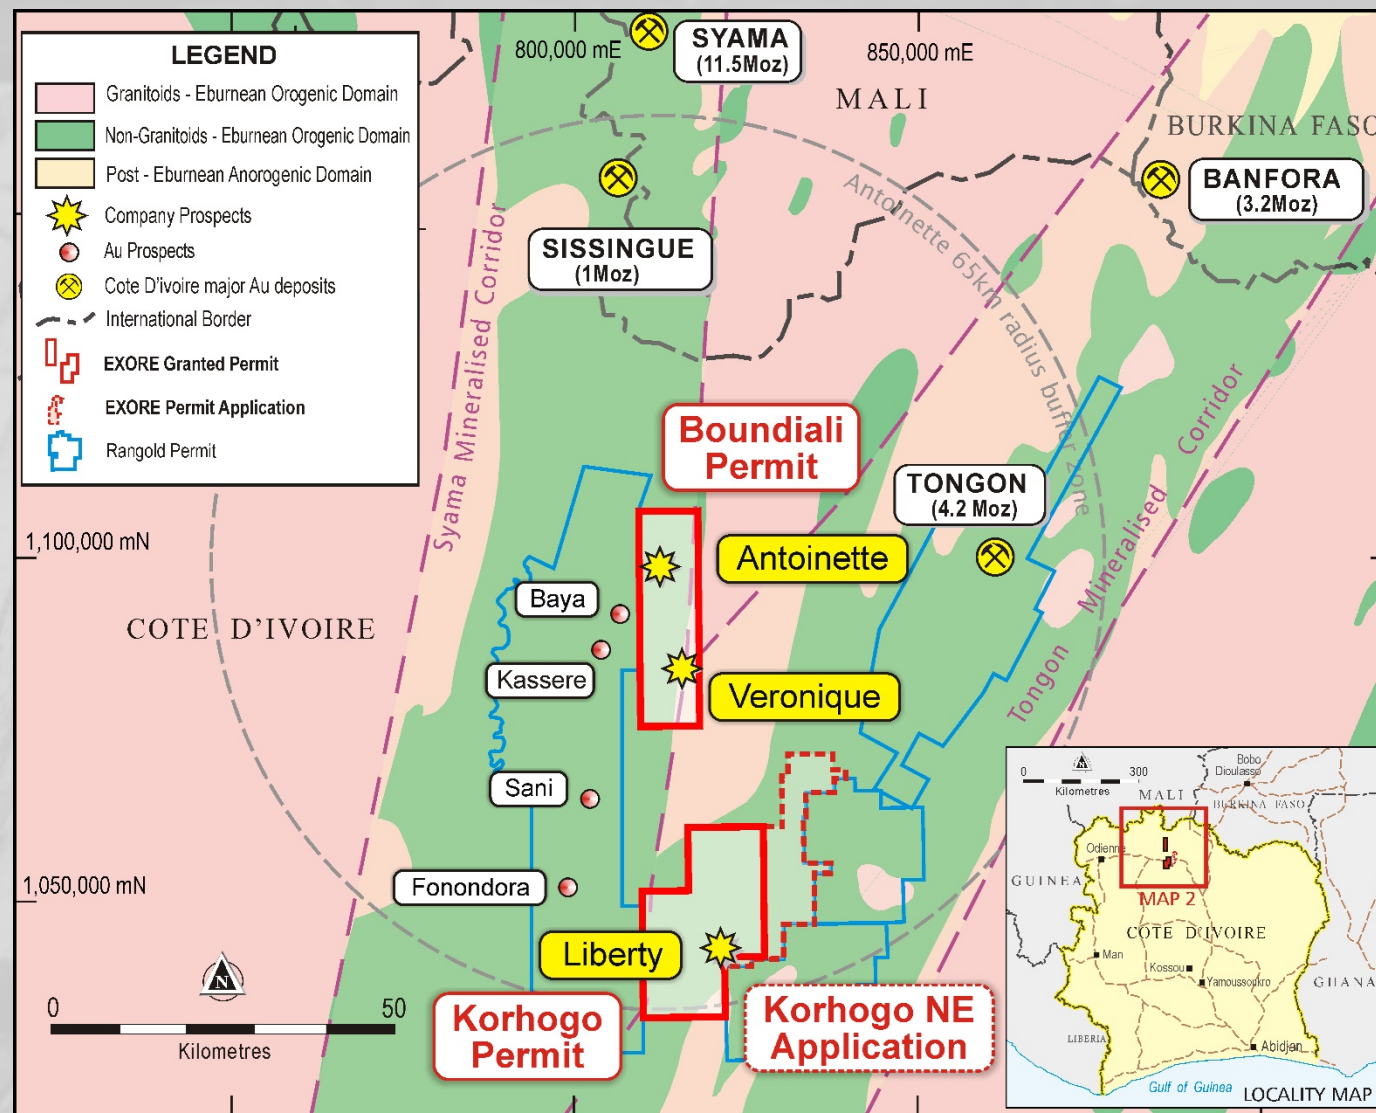 LEGEND
Granitoids - Eburnean Orogenic Domain
Non-Granitoids - Eburnean Orogenic Domain
Post - Eburnean Anorogenic Domain
Company Prospects
Au Prospects
Cote D'ivoire major Au deposits
International Border
EXORE Granted Permit
EXORE Permit Application
Rangold Permit
800,000 mE
850,000 mE
SYAMA
(11.5Moz)
MALI
BURKINA FASO
BANFORA
(3.2Moz)
SISSINGUE
(1Moz)
Antoinette 65km radius buffer zone
Syama Mineralised Corridor
Boundiali
Permit
TONGON
(4.2 Moz)
Tongon Mineralised Corridor
1,100,000 mN
Antoinette
Baya
COTE D'IVOIRE
Kassere
Veronique
Sani
1,050,000 mN
Fonondora
Liberty
N
0 50
Kilometres
Korhogo
Permit
Korhogo NE
Application
0 300
Kilometres
N
Bobo
Dioulasso
MALI
BURKINA FASO
Odienne
GUINEA
MAP 2
COTE D'IVOIRE
Man
Kossou
Yamoussoukro
GHANA
LIBERIA
Abidjan
Gulf of Guinea
LOCALITY MAP